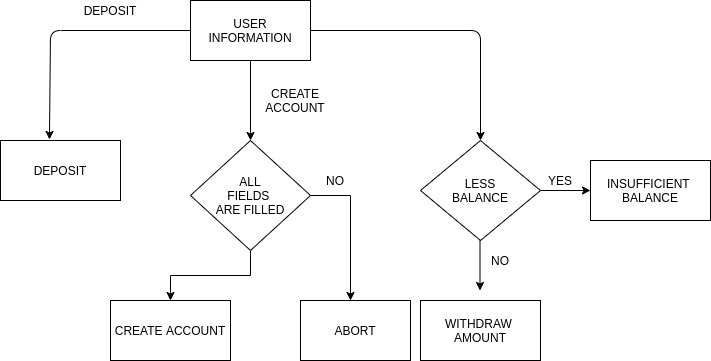 DEPOSIT
USER
INFORMATION
CREATE
ACCOUNT
DEPOSIT
ALL
FIELDS
ARE FILLED
NO
LESS
BALANCE
YES
INSUFFICIENT
BALANCE
NO
CREATE ACCOUNT
ABORT
WITHDRAW
AMOUNT